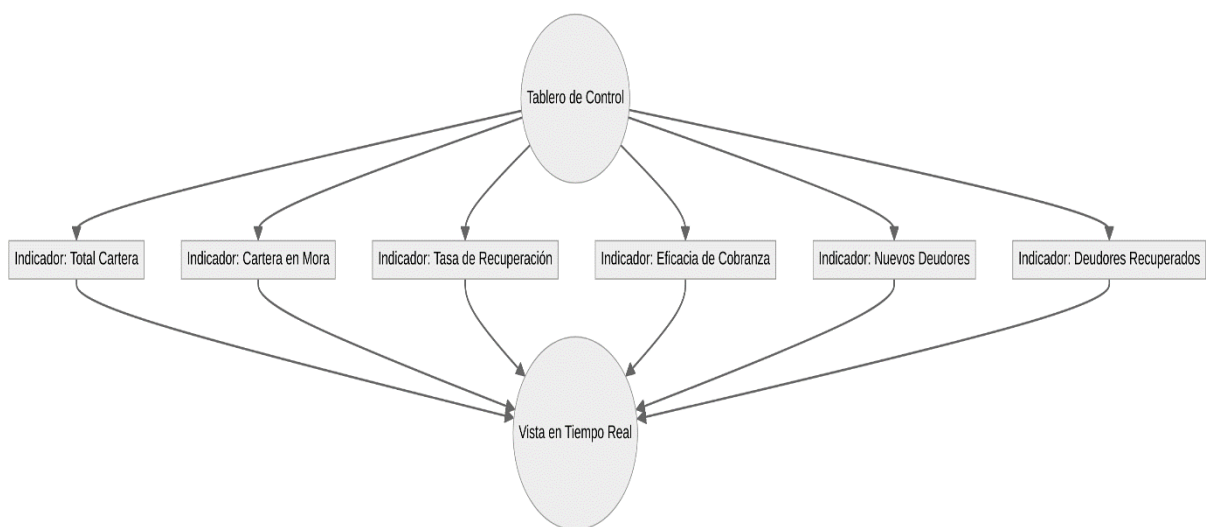 Tablero de Control
Indicador: Total Cartera
Indicador: Cartera en Mora
Indicador: Tasa de Recuperación
Indicador: Eficacia de Cobranza
Indicador: Nuevos Deudores
Indicador: Deudores Recuperados
Vista en Tiempo Real